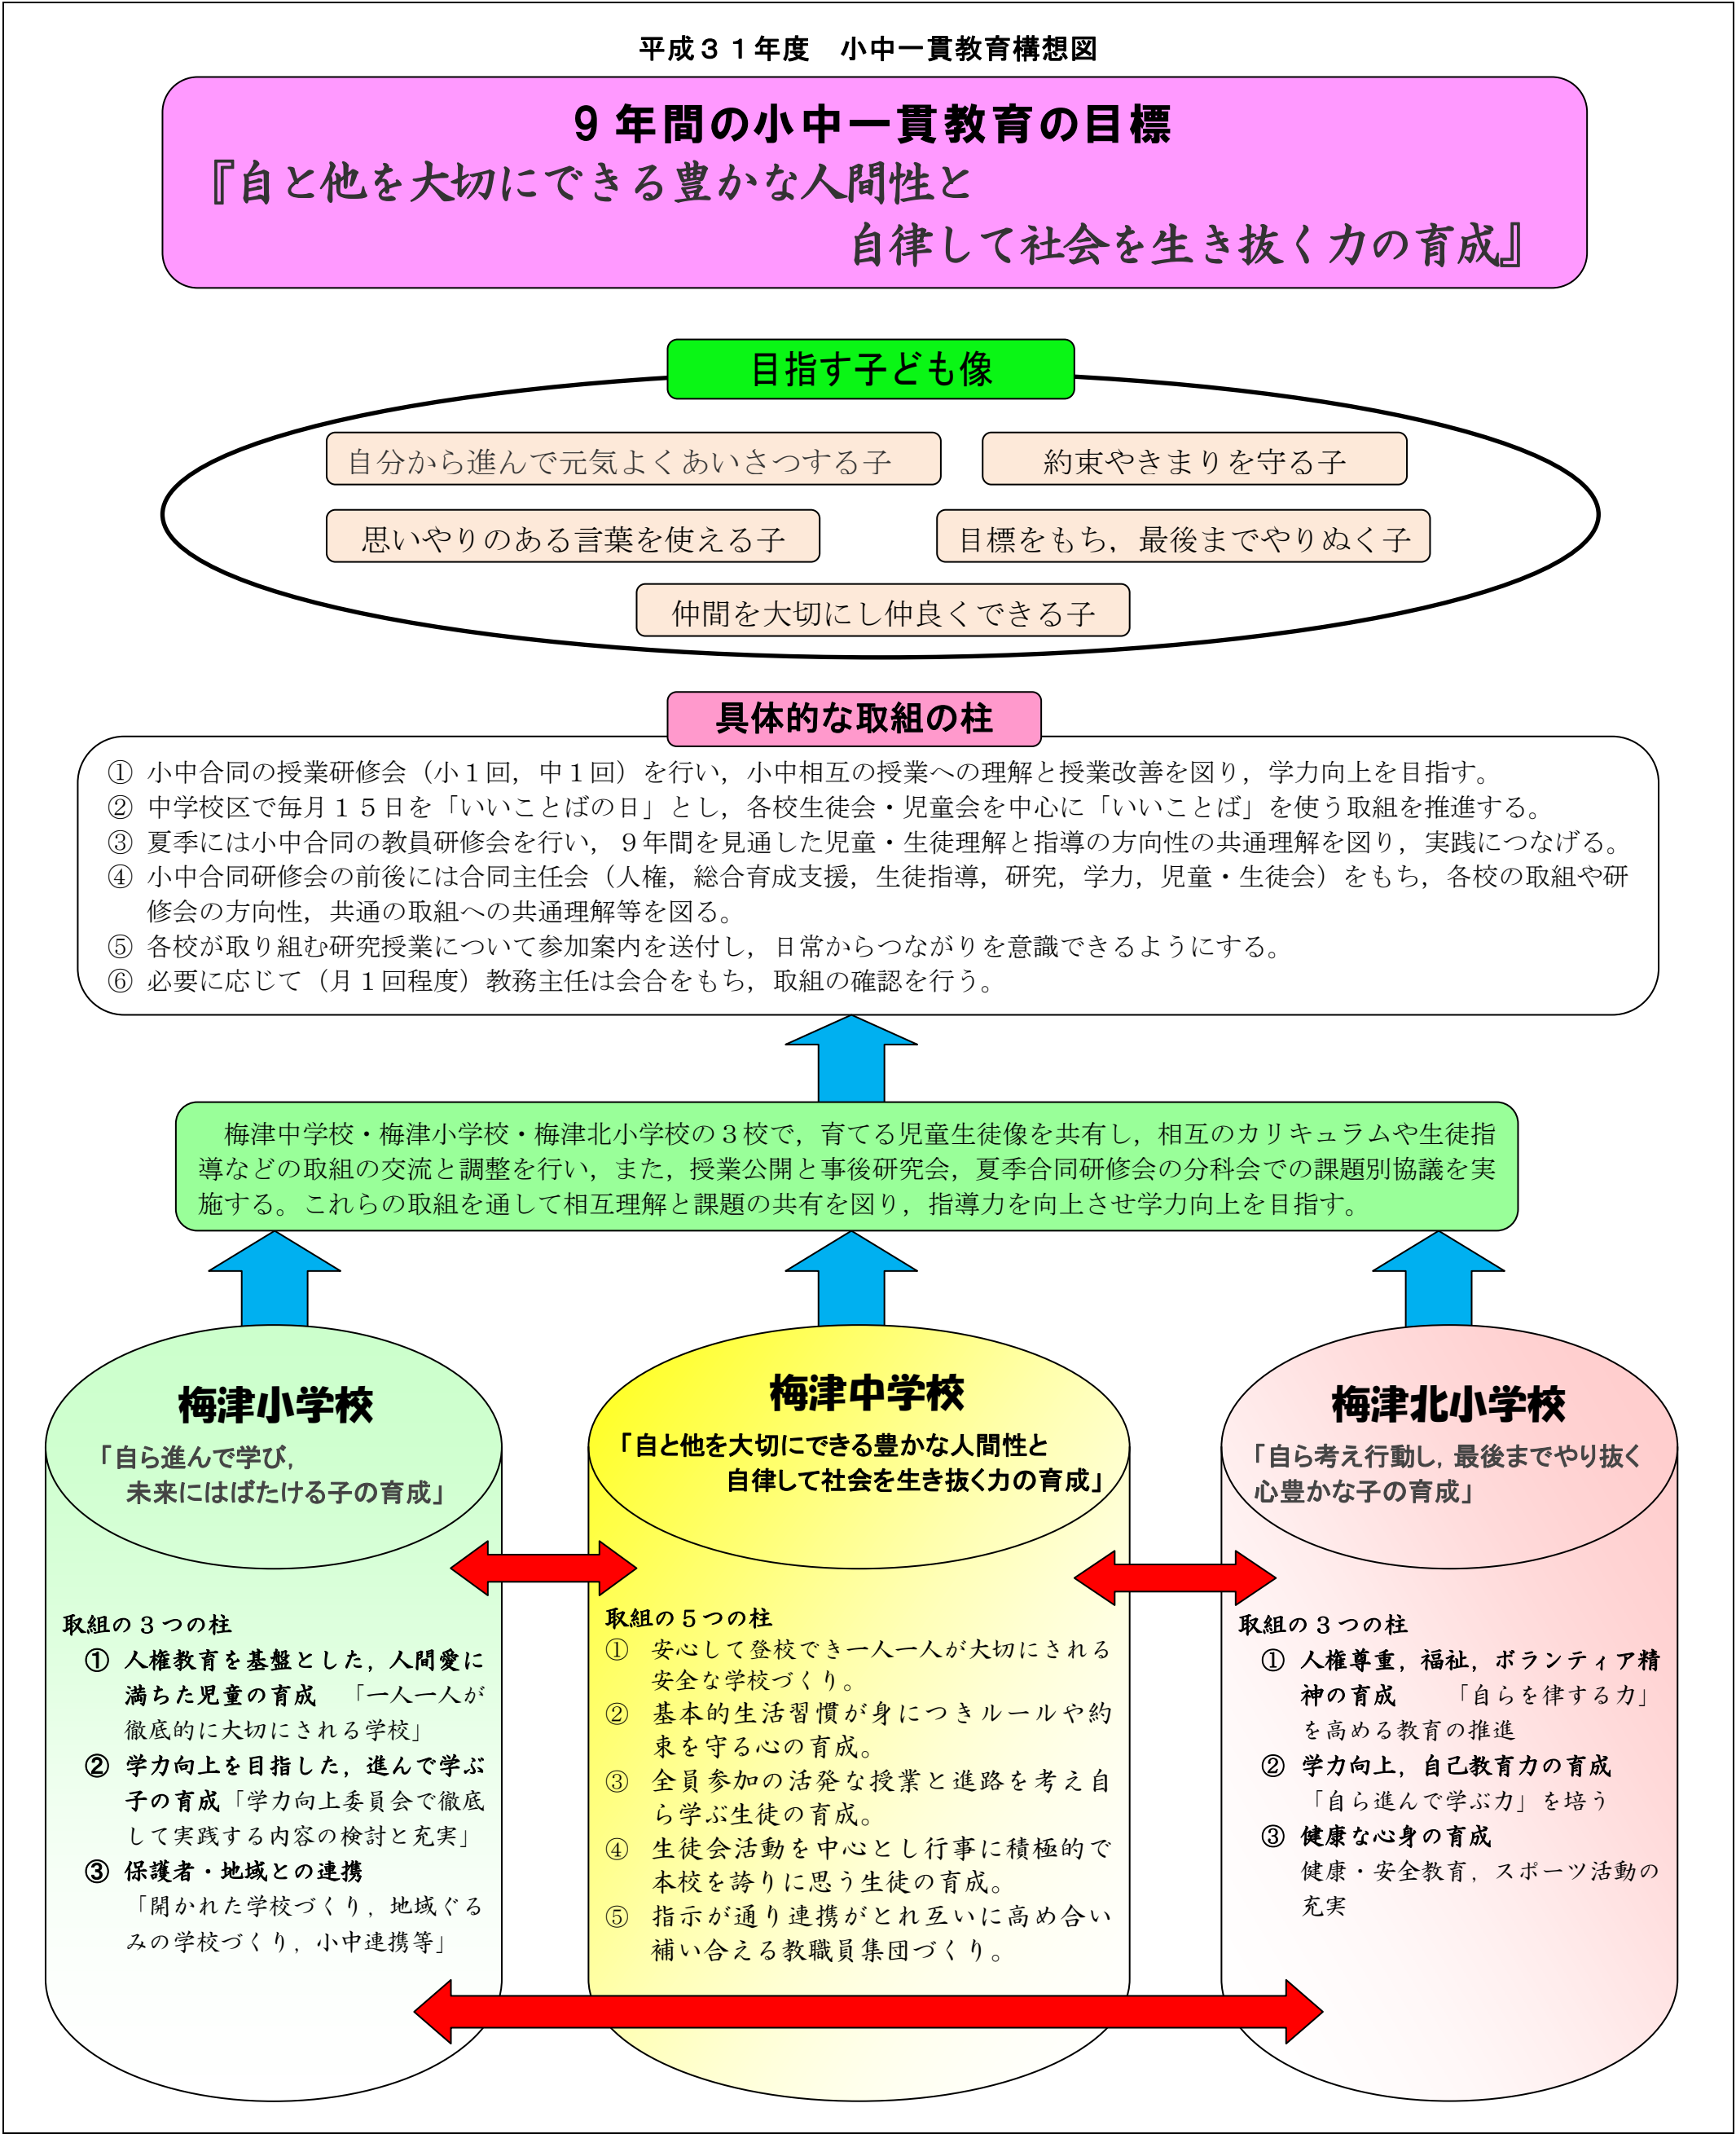 平成３１年度　小中一貫教育構想図
９年間の小中一貫教育の目標
『自と他を大切にできる豊かな人間性と
自律して社会を生き抜く力の育成』
目指す子ども像
自分から進んで元気よくあいさつする子
約束やきまりを守る子
思いやりのある言葉を使える子
目標をもち，最後までやりぬく子
仲間を大切にし仲良くできる子
具体的な取組の柱
① 小中合同の授業研修会（小１回，中１回）を行い，小中相互の授業への理解と授業改善を図り，学力向上を目指す。
② 中学校区で毎月１５日を「いいことばの日」とし，各校生徒会・児童会を中心に「いいことば」を使う取組を推進する。
③ 夏季には小中合同の教員研修会を行い，９年間を見通した児童・生徒理解と指導の方向性の共通理解を図り，実践につなげる。
④ 小中合同研修会の前後には合同主任会（人権，総合育成支援，生徒指導，研究，学力，児童・生徒会）をもち，各校の取組や研
修会の方向性，共通の取組への共通理解等を図る。
⑤ 各校が取り組む研究授業について参加案内を送付し，日常からつながりを意識できるようにする。
⑥ 必要に応じて（月１回程度）教務主任は会合をもち，取組の確認を行う。
梅津中学校・梅津小学校・梅津北小学校の３校で，育てる児童生徒像を共有し，相互のカリキュラムや生徒指
導などの取組の交流と調整を行い，また，授業公開と事後研究会，夏季合同研修会の分科会での課題別協議を実
施する。これらの取組を通して相互理解と課題の共有を図り，指導力を向上させ学力向上を目指す。
梅津小学校
「自ら進んで学び，
未来にはばたける子の育成」
取組の３つの柱
① 人権教育を基盤とした，人間愛に
満ちた児童の育成　「一人一人が
徹底的に大切にされる学校」
② 学力向上を目指した，進んで学ぶ
子の育成「学力向上委員会で徹底
して実践する内容の検討と充実」
③ 保護者・地域との連携
「開かれた学校づくり，地域ぐる
みの学校づくり，小中連携等」
梅津中学校
「自と他を大切にできる豊かな人間性と
自律して社会を生き抜く力の育成」
取組の５つの柱
① 安心して登校でき一人一人が大切にされる
安全な学校づくり。
② 基本的生活習慣が身につきルールや約
束を守る心の育成。
③ 全員参加の活発な授業と進路を考え自
ら学ぶ生徒の育成。
④ 生徒会活動を中心とし行事に積極的で
本校を誇りに思う生徒の育成。
⑤ 指示が通り連携がとれ互いに高め合い
補い合える教職員集団づくり。
梅津北小学校
「自ら考え行動し，最後までやり抜く
心豊かな子の育成」
取組の３つの柱
① 人権尊重，福祉，ボランティア精
神の育成　　「自らを律する力」
を高める教育の推進
② 学力向上，自己教育力の育成
「自ら進んで学ぶ力」を培う
③ 健康な心身の育成
健康・安全教育，スポーツ活動の
充実